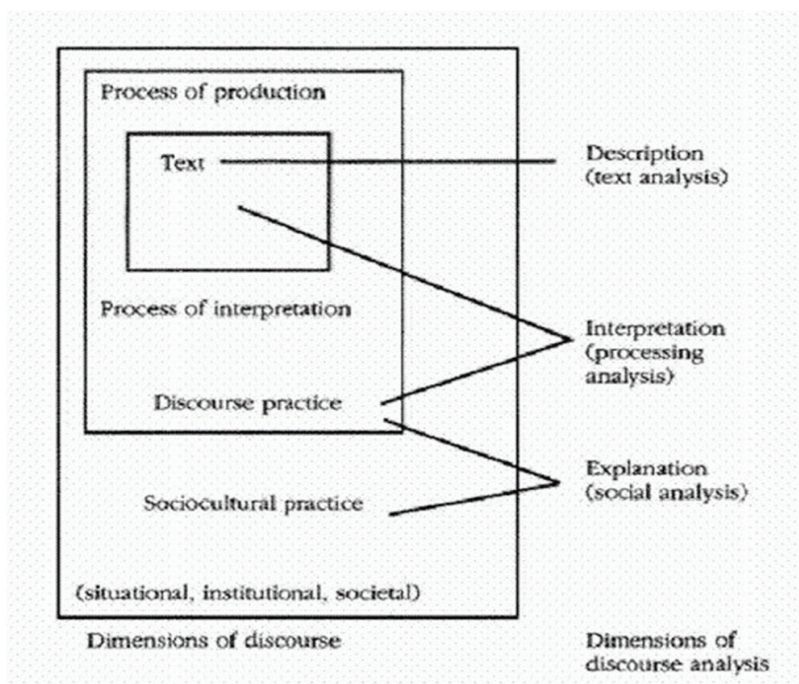 Process of production
Text
Description
(text analysis)
Process of interpretation
Interpretation
(processing
analysis)
Discourse practice
Explanation
(social analysis)
Sociocultural practice
(situational, institutional, societal)
Dimensions of discourse
Dimensions of
discourse analysis